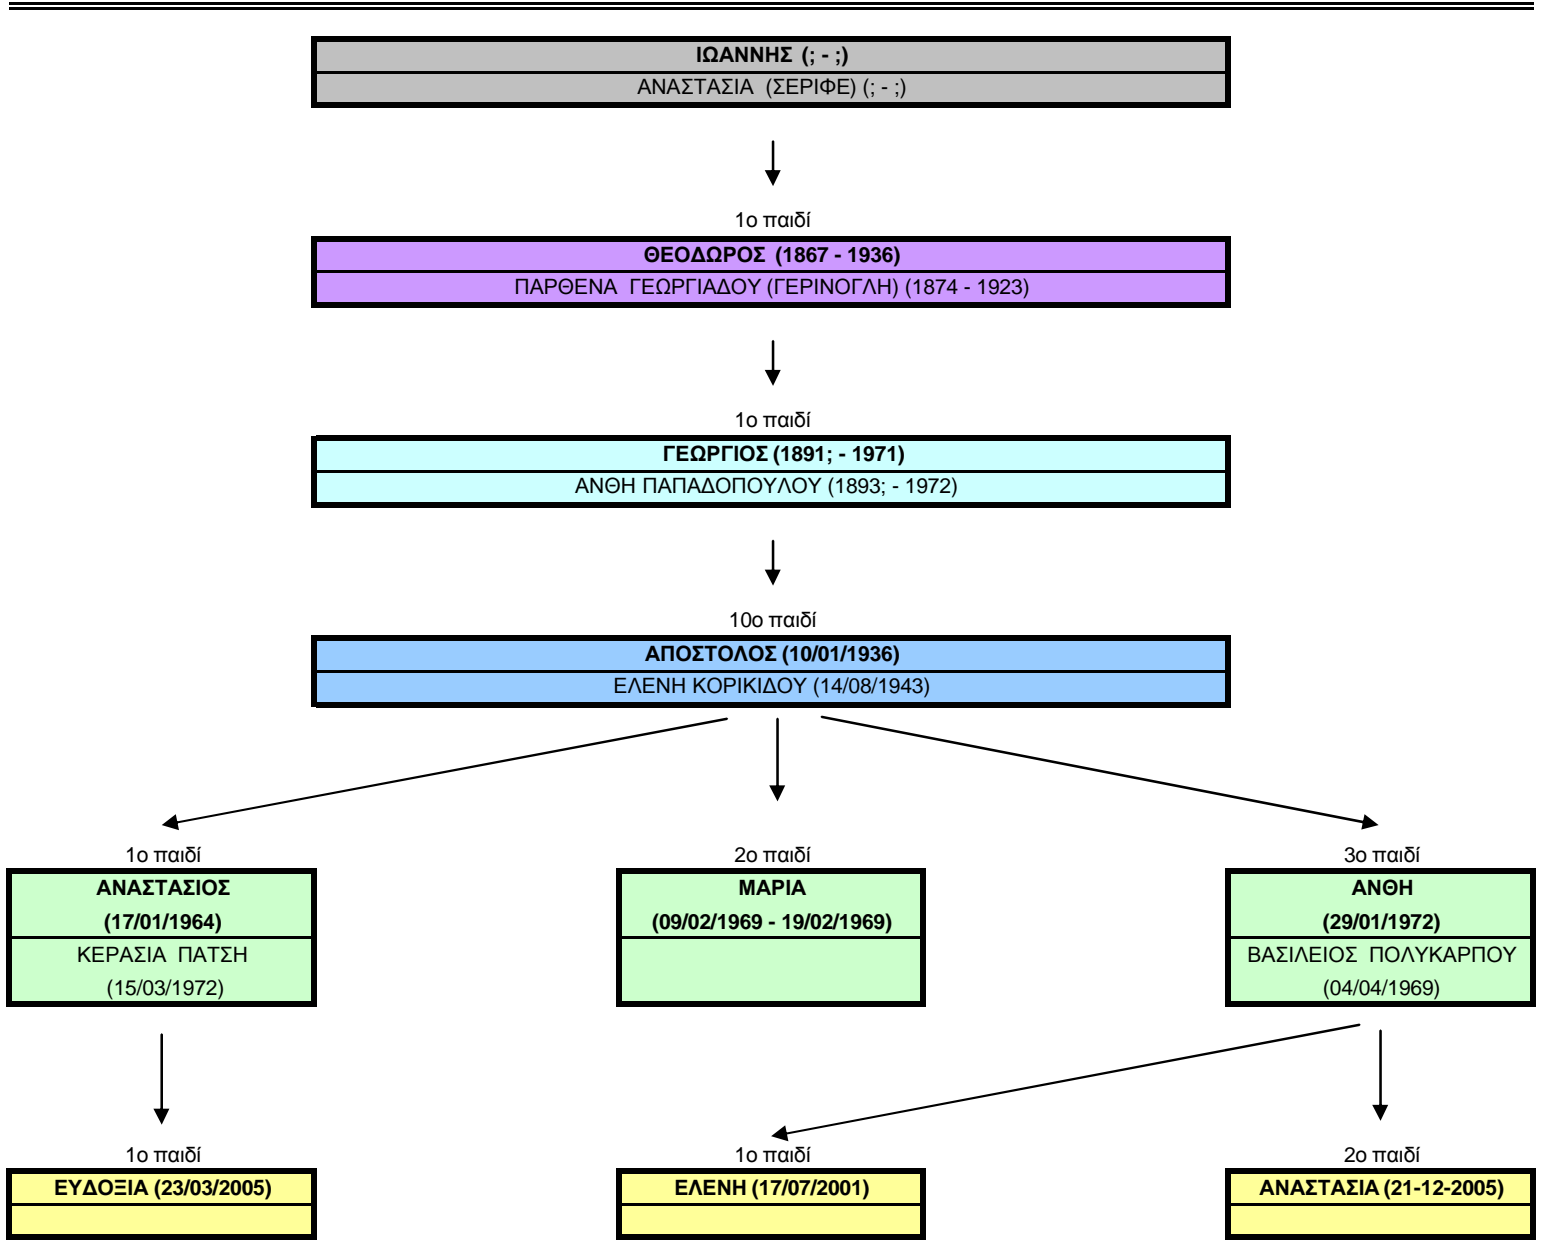 ΙΩΑΝΝΗΣ (; - ;)
ΑΝΑΣΤΑΣΙΑ (ΣΕΡΙΦΕ) (; - ;)
1ο παιδί
ΘΕΟΔΩΡΟΣ (1867 - 1936)
ΠΑΡΘΕΝΑ ΓΕΩΡΓΙΑΔΟΥ (ΓΕΡΙΝΟΓΛΗ) (1874 - 1923)
1ο παιδί
ΓΕΩΡΓΙΟΣ (1891; - 1971)
ΑΝΘΗ ΠΑΠΑΔΟΠΟΥΛΟΥ (1893; - 1972)
10ο παιδί
ΑΠΟΣΤΟΛΟΣ (10/01/1936)
ΕΛΕΝΗ ΚΟΡΙΚΙΔΟΥ (14/08/1943)
1ο παιδί
ΑΝΑΣΤΑΣΙΟΣ
(17/01/1964)
ΚΕΡΑΣΙΑ ΠΑΤΣΗ
(15/03/1972)
2ο παιδί
ΜΑΡΙΑ
(09/02/1969 - 19/02/1969)
3ο παιδί
ΑΝΘΗ
(29/01/1972)
ΒΑΣΙΛΕΙΟΣ ΠΟΛΥΚΑΡΠΟΥ
(04/04/1969)
1ο παιδί
ΕΥΔΟΞΙΑ (23/03/2005)
1ο παιδί
ΕΛΕΝΗ (17/07/2001)
2ο παιδί
ΑΝΑΣΤΑΣΙΑ (21-12-2005)